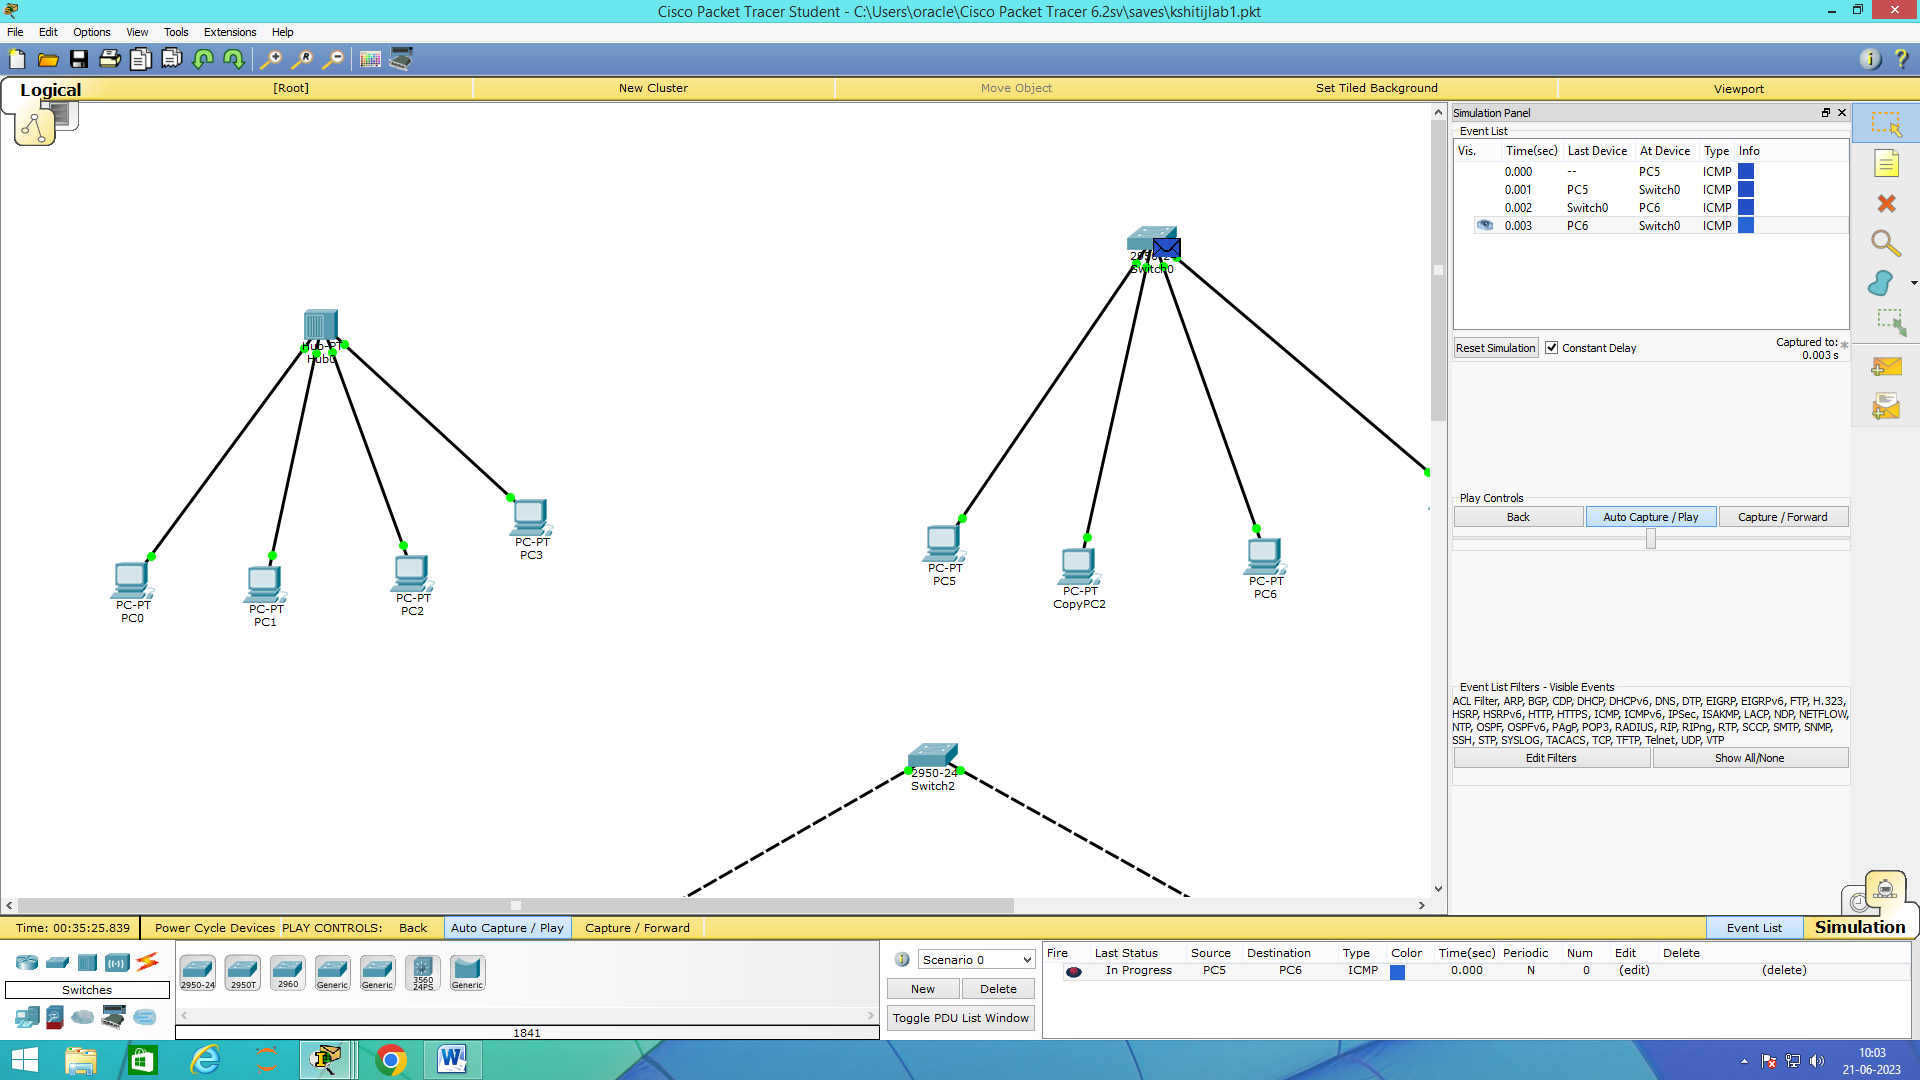 Cisco Packet Tracer Student - C:\Users\oracle\Cisco Packet Tracer 6.2sv\saves\kshitijlab1.pkt
File Edit Options View Tools Extensions Help
Logical [Root] New Cluster Move Object Set Tiled Background Viewport
Simulation Panel
Event List
Vis. Time(sec) Last Device At Device Type Info
0.000 -- PC5 ICMP
0.001 PC5 Switch0 ICMP
0.002 Switch0 PC6 ICMP
0.003 PC6 Switch0 ICMP
Reset Simulation Constant Delay Captured to: *
0.003 s
Play Controls
Back Auto Capture / Play Capture / Forward
Event List Filters - Visible Events
ACL Filter, ARP, BGP, CDP, DHCP, DHCPv6, DNS, DTP, EIGRP, EIGRPv6, FTP, H.323,
HSRP, HSRPv6, HTTP, HTTPS, ICMP, ICMPv6, IPSec, ISAKMP, LACP, NDP, NETFLOW,
NTP, OSPF, OSPFv6, PAgP, POP3, RADIUS, RIP, RIPng, RTP, SCCP, SMTP, SNMP,
SSH, STP, SYSLOG, TACACS, TCP, TFTP, Telnet, UDP, VTP
Edit Filters Show All/None
Hub-PT
Hub0
PC-PT
PC0
PC-PT
PC1
PC-PT
PC2
PC-PT
PC3
2950-24
Switch0
PC-PT
PC5
PC-PT
CopyPC2
PC-PT
PC6
2950-24
Switch2
Time: 00:35:25.839 Power Cycle Devices PLAY CONTROLS: Back Auto Capture / Play Capture / Forward Event List Simulation
Switches
2950-24 2950T 2960 Generic Generic 3560 24PS Generic
1841
Scenario 0
New Delete
Toggle PDU List Window
Fire Last Status Source Destination Type Color Time(sec) Periodic Num Edit Delete
In Progress PC5 PC6 ICMP 0.000 N 0 (edit) (delete)
10:03
21-06-2023